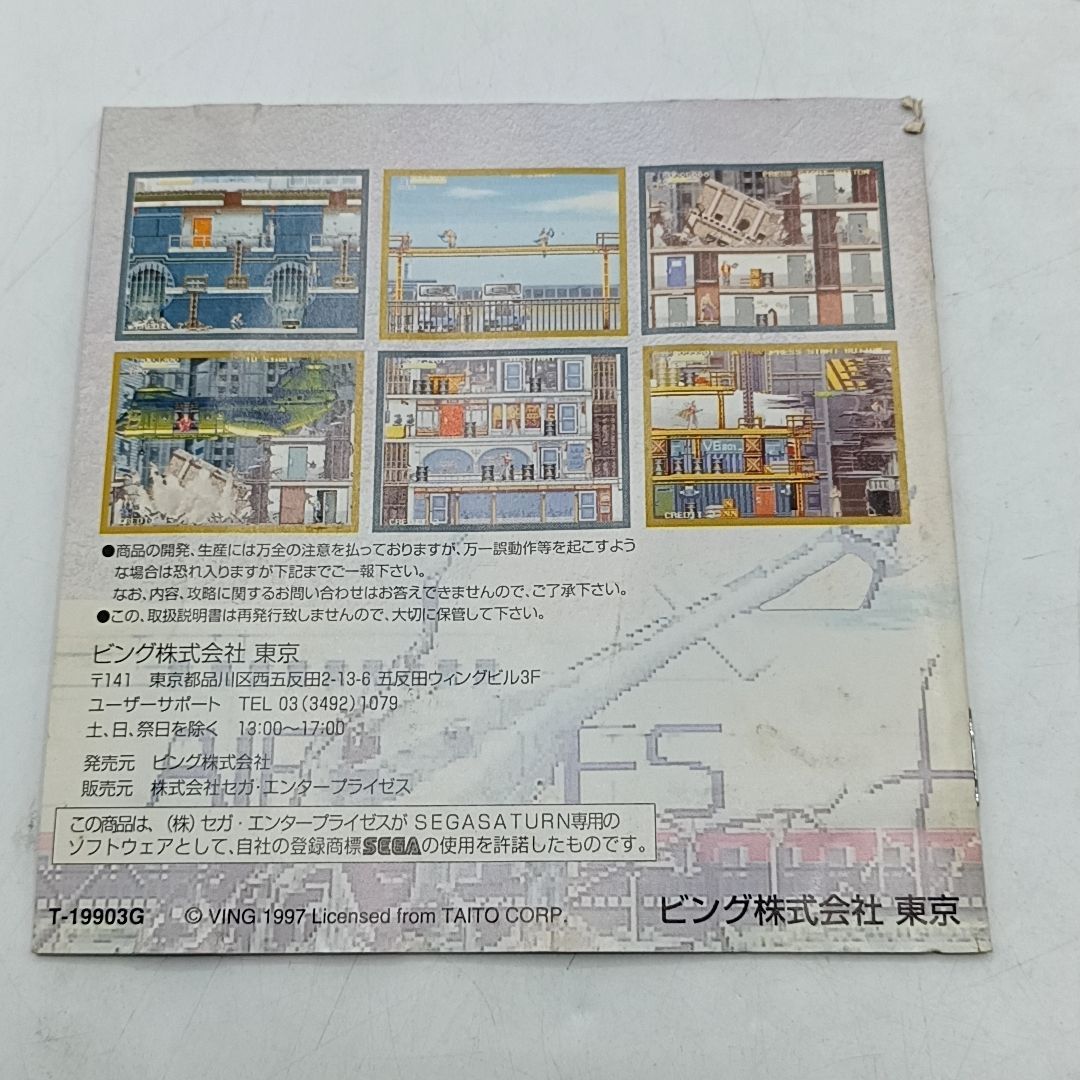 TO START
CREDIT
VG801
CREDIT
●商品の開発、生産には万全の注意を払っておりますが、万一誤動作等を起こすよう
な場合は恐れ入りますが下記までご一報下さい。
なお、内容、攻略に関するお問い合わせはお答えできませんので、ご了承下さい。
●この、取扱説明書は再発行致しませんので、大切に保管して下さい。
ビング株式会社 東京
〒141 東京都品川区西五反田2-13-6 五反田ウィングビル3F
ユーザーサポート TEL 03(3492)1079
土、日、祭日を除く 13:00〜17:00
発売元 ビング株式会社
販売元 株式会社セガ・エンタープライゼス
この商品は、(株)セガ・エンタープライゼスがSEGASATURN専用の
ソフトウェアとして、自社の登録商標SEGAの使用を許諾したものです。
T-19903G © VING 1997 Licensed from TAITO CORP.
ビング株式会社 東京